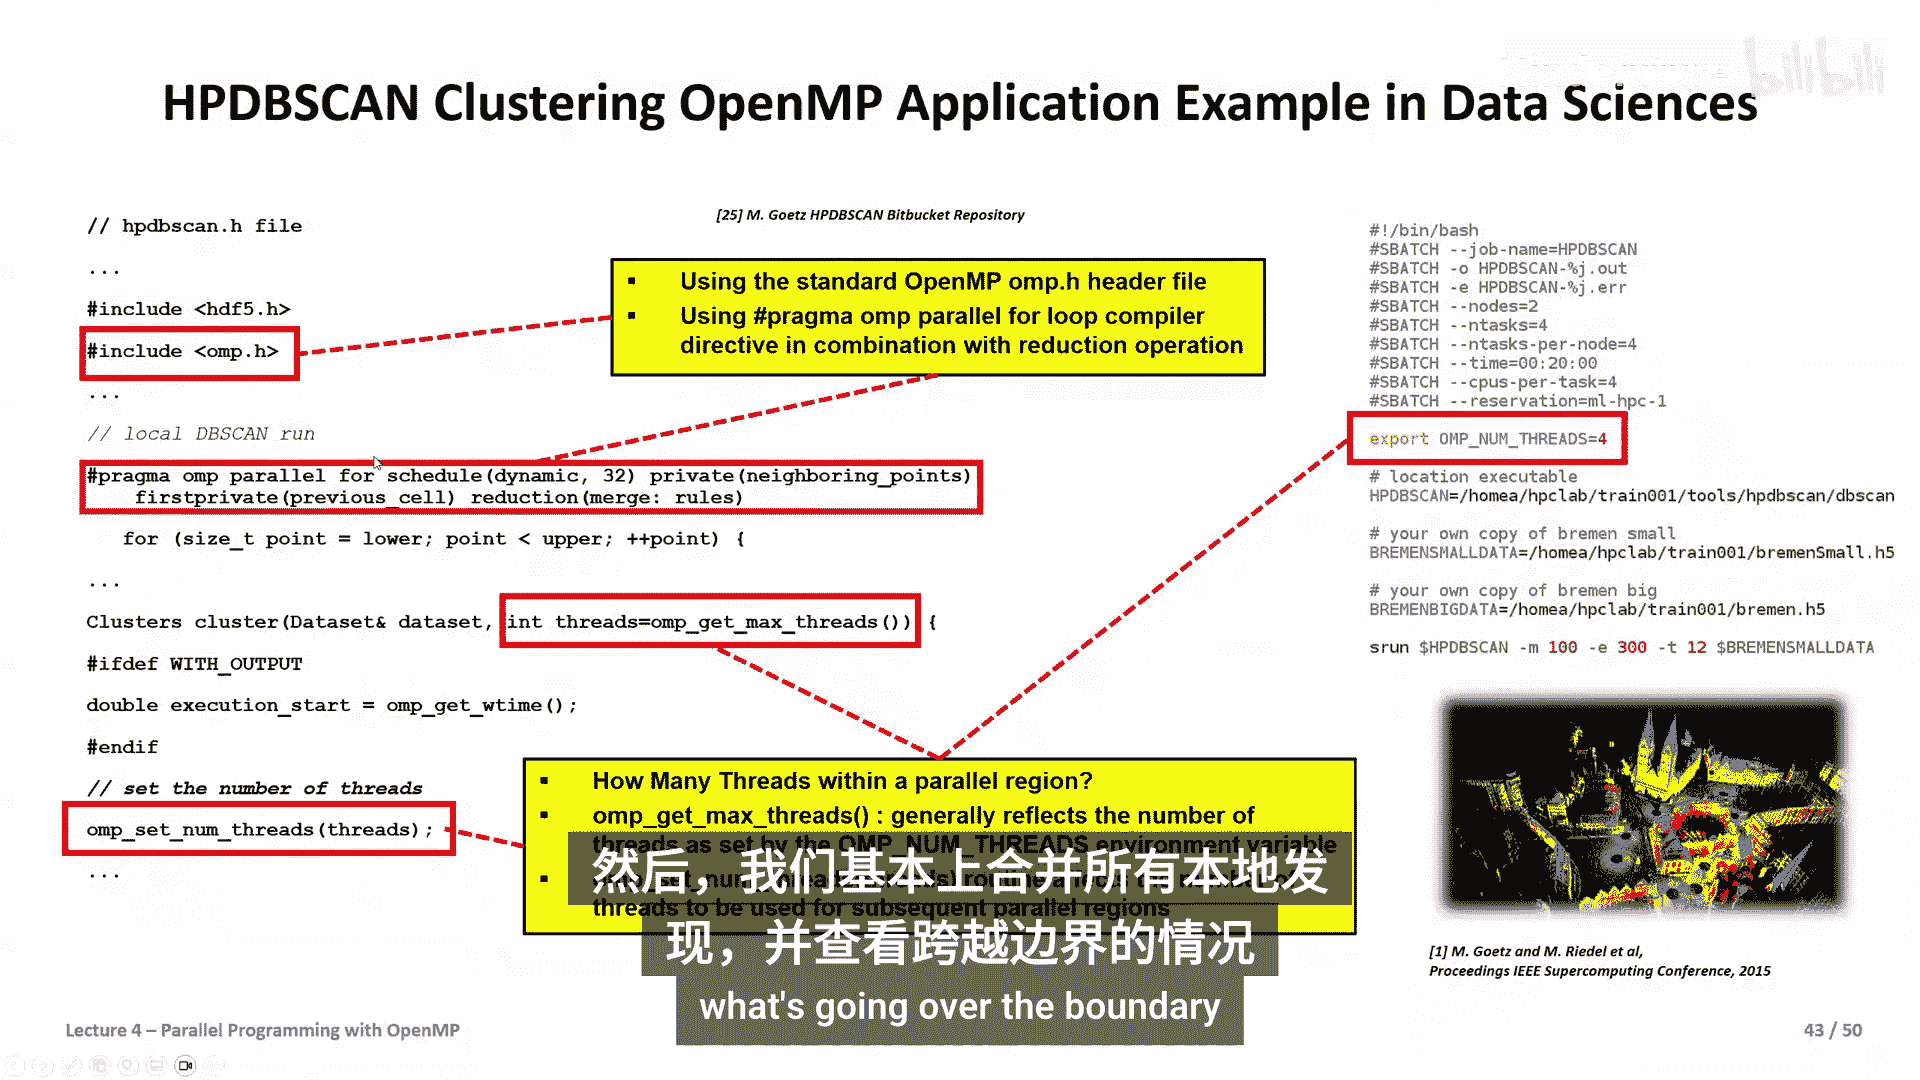 bilibili
HPDBSCAN Clustering OpenMP Application Example in Data Sciences
// hpdbscan.h file
...
#include <hdf5.h>
#include <omp.h>
...
// local DBSCAN run
#pragma omp parallel for schedule(dynamic, 32) private(neighboring_points)
firstprivate(previous_cell) reduction(merge: rules)
for (size_t point = lower; point < upper; ++point) {
...
Clusters cluster(Dataset& dataset, int threads=omp_get_max_threads()) {
#ifdef WITH_OUTPUT
double execution_start = omp_get_wtime();
#endif
// set the number of threads
omp_set_num_threads(threads);
...
[25] M. Goetz HPDBSCAN Bitbucket Repository
▪ Using the standard OpenMP omp.h header file
▪ Using #pragma omp parallel for loop compiler
directive in combination with reduction operation
▪ How Many Threads within a parallel region?
▪ omp_get_max_threads() : generally reflects the number of
threads as set by the OMP_NUM_THREADS environment variable
threads to be used for subsequent parallel regions
#!/bin/bash
#SBATCH --job-name=HPDBSCAN
#SBATCH -o HPDBSCAN-%j.out
#SBATCH -e HPDBSCAN-%j.err
#SBATCH --nodes=2
#SBATCH --ntasks=4
#SBATCH --ntasks-per-node=4
#SBATCH --time=00:20:00
#SBATCH --cpus-per-task=4
#SBATCH --reservation=ml-hpc-1
export OMP_NUM_THREADS=4
# location executable
HPDBSCAN=/homea/hpclab/train001/tools/hpdbscan/dbscan
# your own copy of bremen small
BREMENSMALLDATA=/homea/hpclab/train001/bremenSmall.h5
# your own copy of bremen big
BREMENBIGDATA=/homea/hpclab/train001/bremen.h5
srun $HPDBSCAN -m 100 -e 300 -t 12 $BREMENSMALLDATA
[1] M. Goetz and M. Riedel et al,
Proceedings IEEE Supercomputing Conference, 2015
然后，我们基本上合并所有本地发
现，并查看跨越边界的情况
what's going over the boundary
Lecture 4 – Parallel Programming with OpenMP
43 / 50